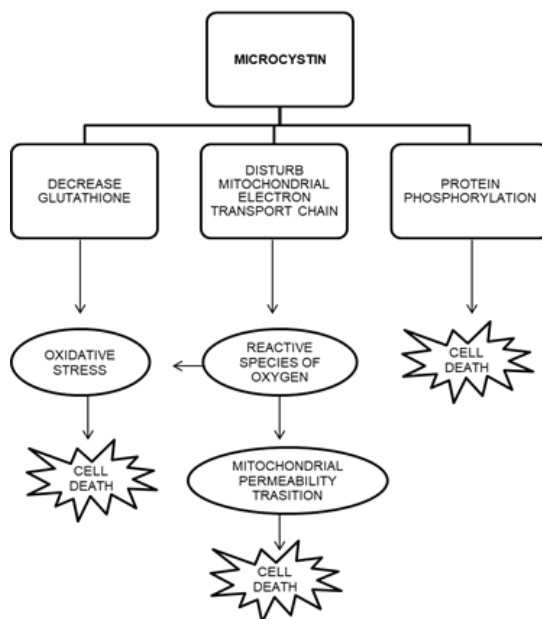 MICROCYSTIN
DECREASE
GLUTATHIONE
DISTURB
MITOCHONDRIAL
ELECTRON
TRANSPORT CHAIN
PROTEIN
PHOSPHORYLATION
OXIDATIVE
STRESS
REACTIVE
SPECIES OF
OXYGEN
CELL
DEATH
CELL
DEATH
MITOCHONDRIAL
PERMEABILITY
TRASITION
CELL
DEATH